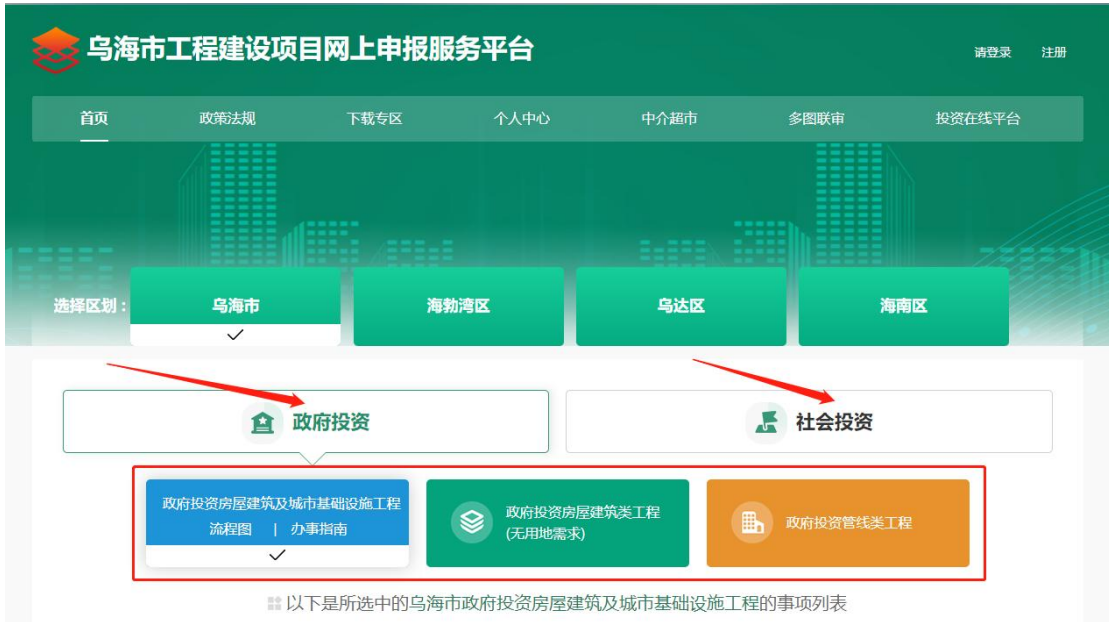 乌海市工程建设项目网上申报服务平台
请登录 注册
首页 政策法规 下载专区 个人中心 中介超市 多图联审 投资在线平台
选择区划： 乌海市 海勃湾区 乌达区 海南区
政府投资 社会投资
政府投资房屋建筑及城市基础设施工程
流程图 | 办事指南
政府投资房屋建筑类工程
(无用地需求)
政府投资管线类工程
以下是所选中的乌海市政府投资房屋建筑及城市基础设施工程的事项列表